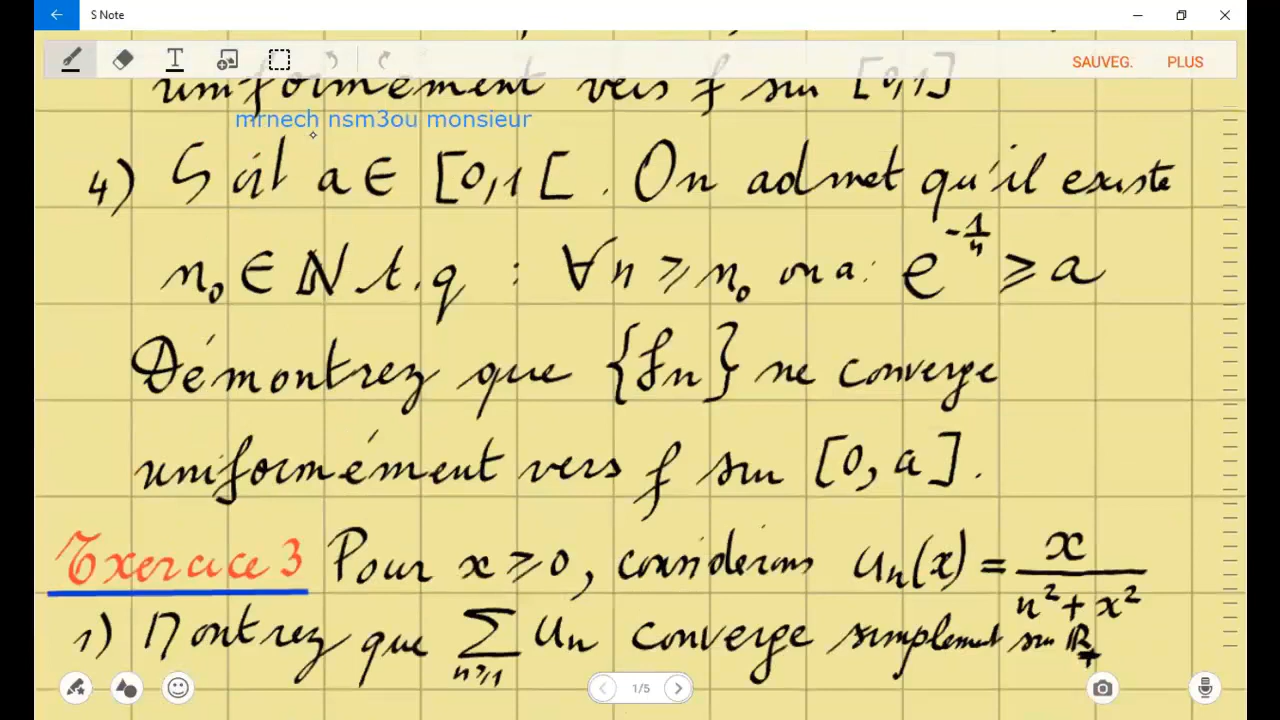 S Note
SAUVEG. PLUS
uniformément vers f sur [0,1]
mrnech nsm3ou monsieur
4) Soit a ∈ [0,1[. On admet qu'il existe
n₀ ∈ ℕ t.q : ∀n ⩾ n₀ on a : e^{-1/n} ⩾ a
Démontrez que {fn} ne converge
uniformément vers f sur [0, a].
Exercice 3 Pour x ⩾ 0, considérons Un(x) = x/(n² + x²)
1) Montrez que ∑_{n⩾1} Un converge simplement sur ℝ₊
1/5